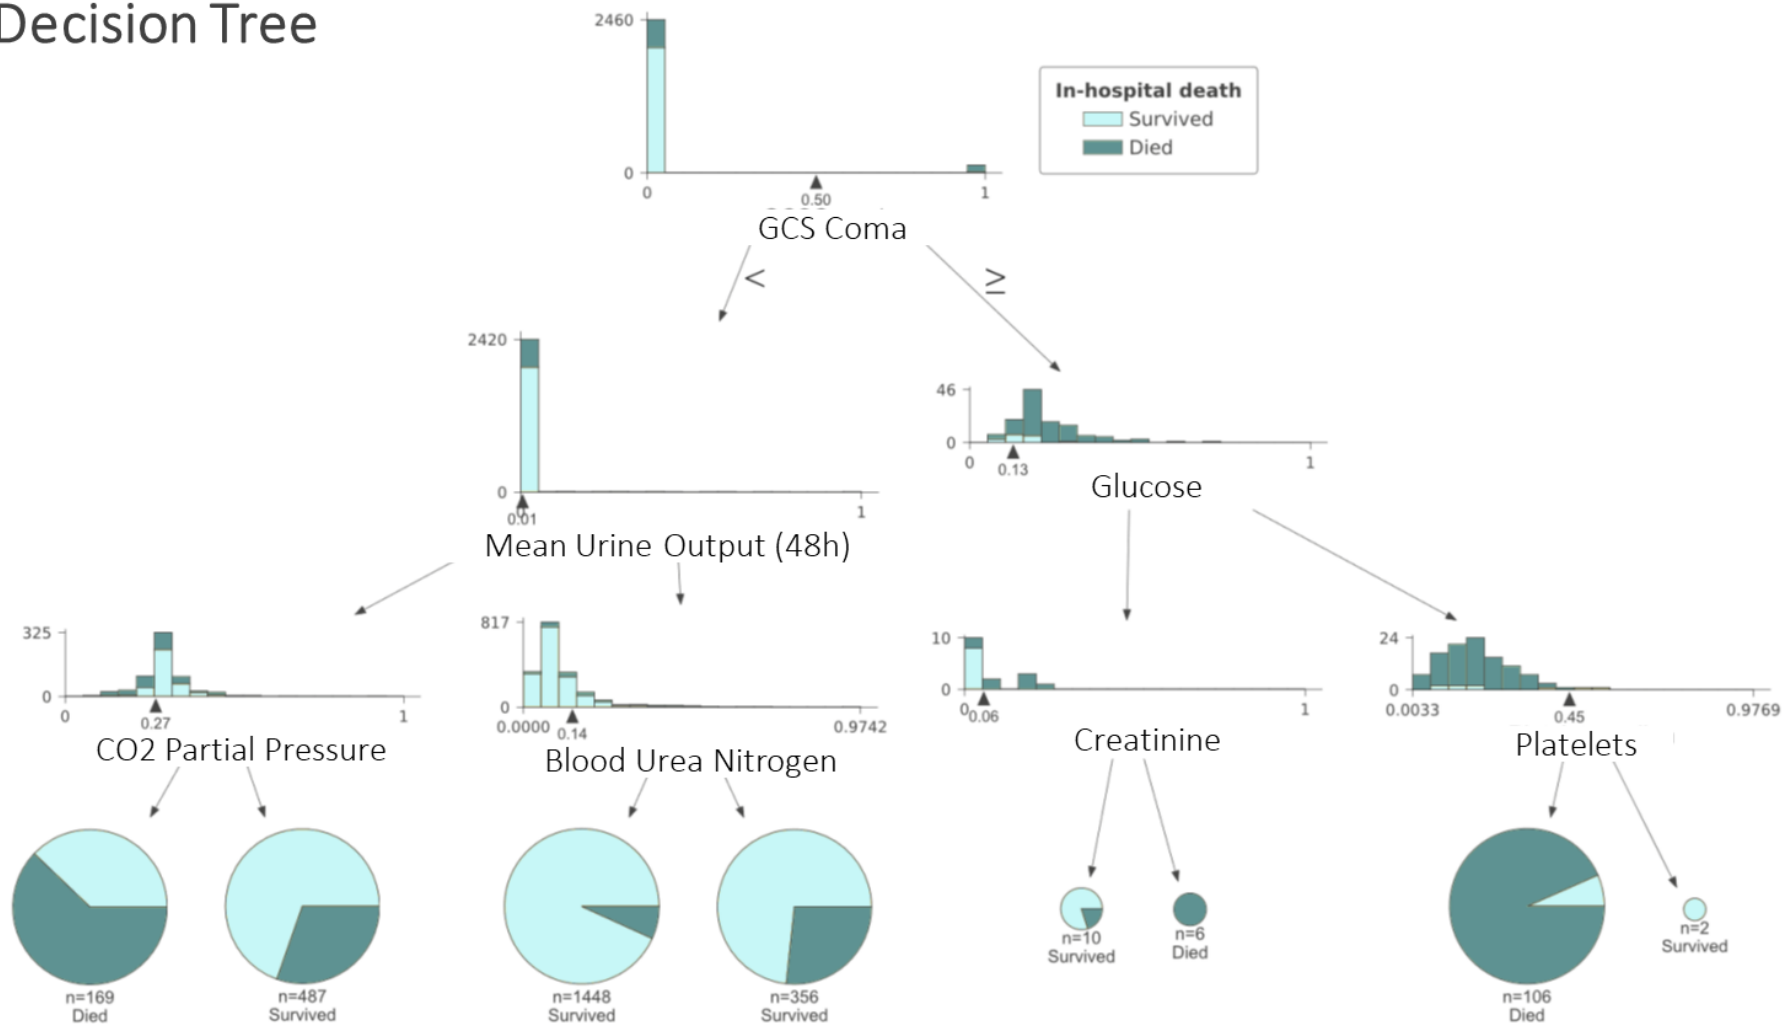 Decision Tree
2460
0
0
0.50
1
In-hospital death
Survived
Died
GCS Coma
<
≥
2420
0
0.01
1
Mean Urine Output (48h)
46
0
0
0.13
1
Glucose
325
0
0
0.27
1
CO2 Partial Pressure
817
0
0.0000
0.14
0.9742
Blood Urea Nitrogen
10
0
0
0.06
1
Creatinine
24
0
0.0033
0.45
0.9769
Platelets
n=169
Died
n=487
Survived
n=1448
Survived
n=356
Survived
n=10
Survived
n=6
Died
n=106
Died
n=2
Survived